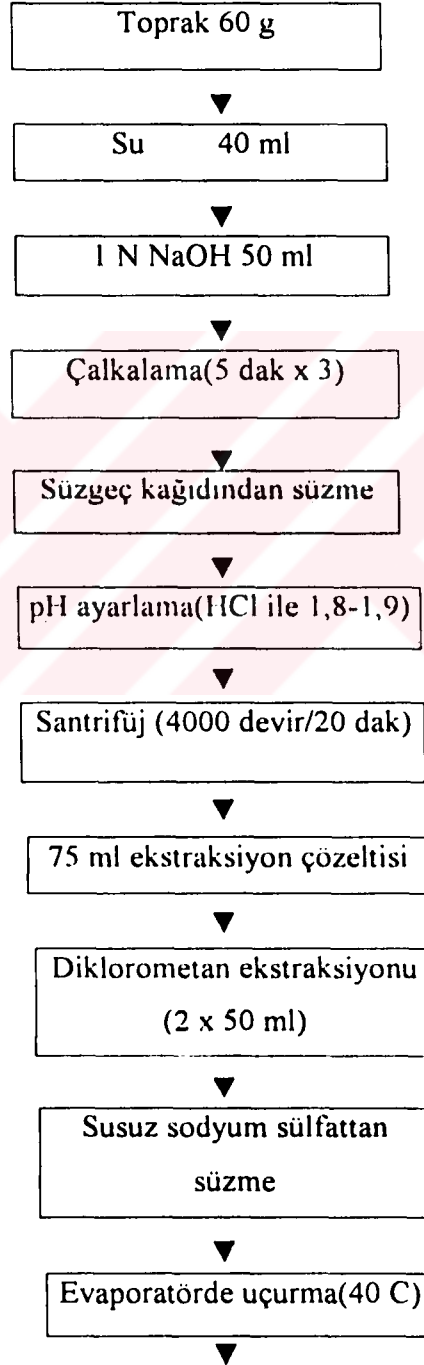 Toprak 60 g
Su 40 ml
1 N NaOH 50 ml
Çalkalama(5 dak x 3)
Süzgeç kağıdından süzme
pH ayarlama(HCl ile 1,8-1,9)
Santrifüj (4000 devir/20 dak)
75 ml ekstraksiyon çözeltisi
Diklorometan ekstraksiyonu
(2 x 50 ml)
Susuz sodyum sülfattan
süzme
Evaporatörde uçurma(40 C)